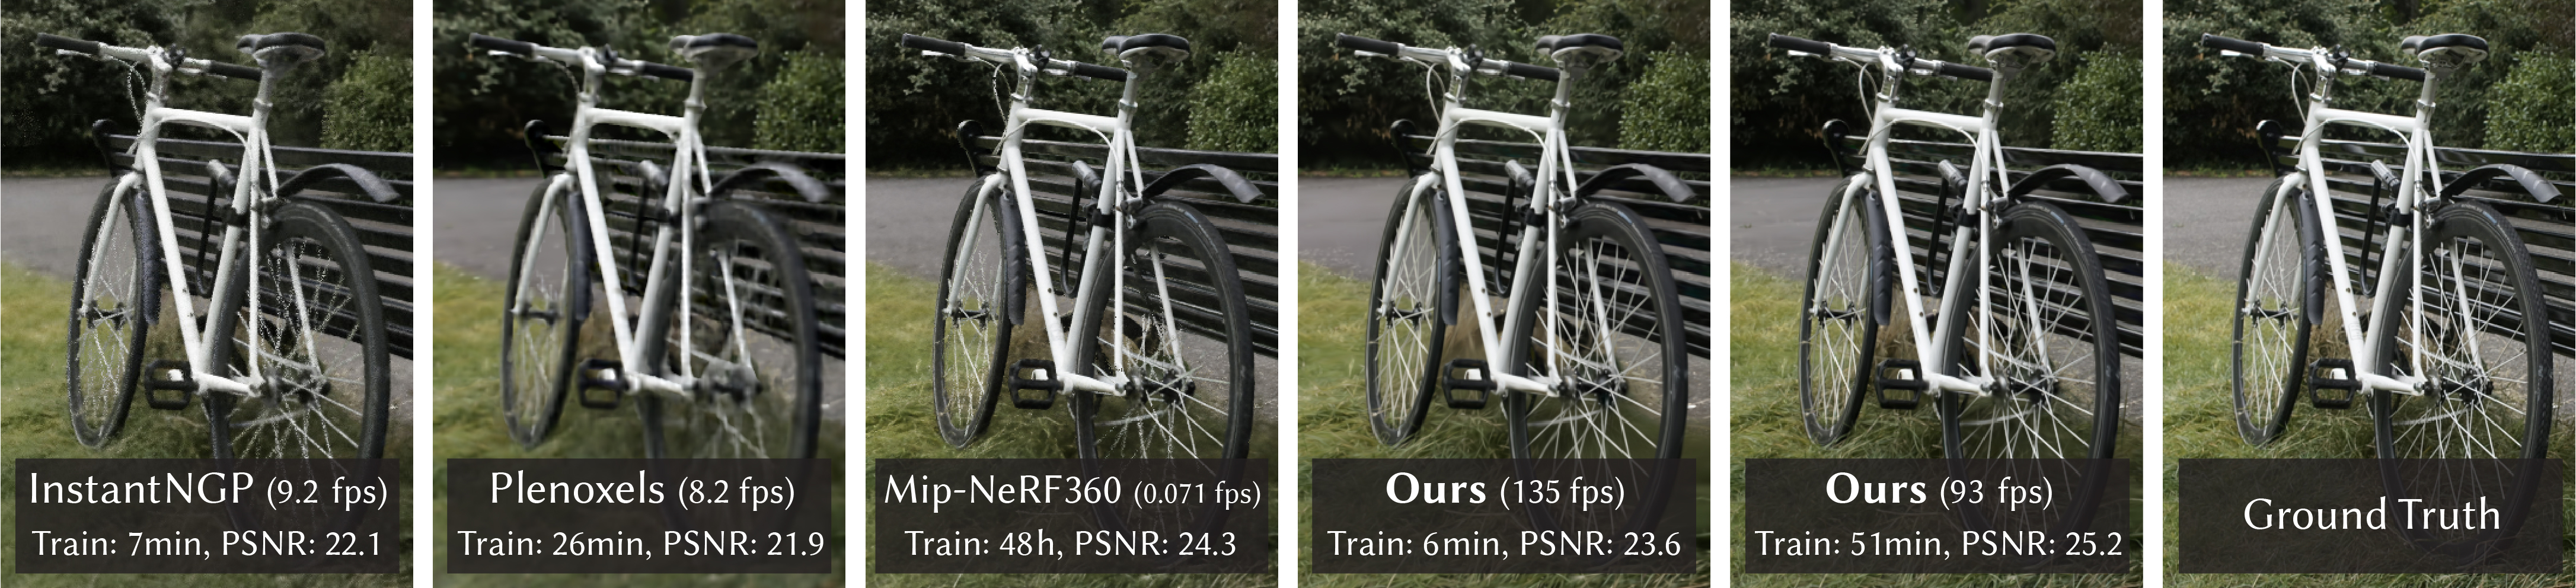 InstantNGP (9.2 fps)
Train: 7min, PSNR: 22.1
Plenoxels (8.2 fps)
Train: 26min, PSNR: 21.9
Mip-NeRF360 (0.071 fps)
Train: 48h, PSNR: 24.3
Ours (135 fps)
Train: 6min, PSNR: 23.6
Ours (93 fps)
Train: 51min, PSNR: 25.2
Ground Truth